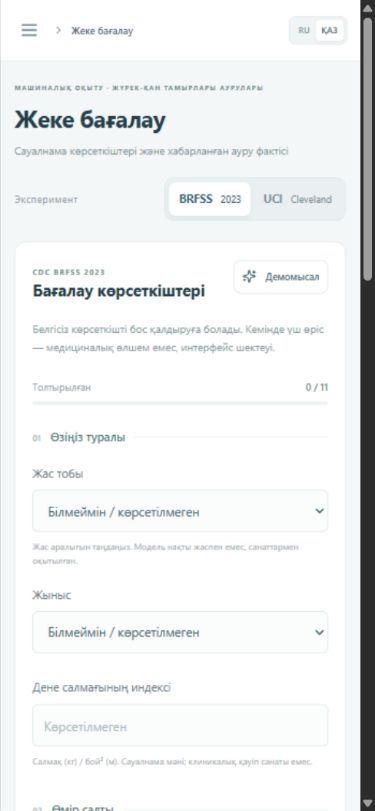 Жеке бағалау
RU ҚАЗ
МАШИНАЛЫҚ ОҚЫТУ · ЖҮРЕК-ҚАН ТАМЫРЛАРЫ АУРУЛАРЫ
Жеке бағалау
Сауалнама көрсеткіштері және хабарланған ауру фактісі
Эксперимент
BRFSS 2023
UCI Cleveland
CDC BRFSS 2023
Бағалау көрсеткіштері
Демомысал
Белгісіз көрсеткішті бос қалдыруға болады. Кемінде үш өріс
— медициналық өлшем емес, интерфейс шектеуі.
Толтырылған
0 / 11
01 Өзіңіз туралы
Жас тобы
Білмеймін / көрсетілмеген
Жас аралығын таңдаңыз. Модель нақты жаспен емес, санаттармен
оқытылған.
Жыныс
Білмеймін / көрсетілмеген
Дене салмағының индексі
Көрсетілмеген
Салмақ (кг) / бой² (м). Сауалнама мәні; клиникалық қауіп санаты емес.
02 Өмір салты